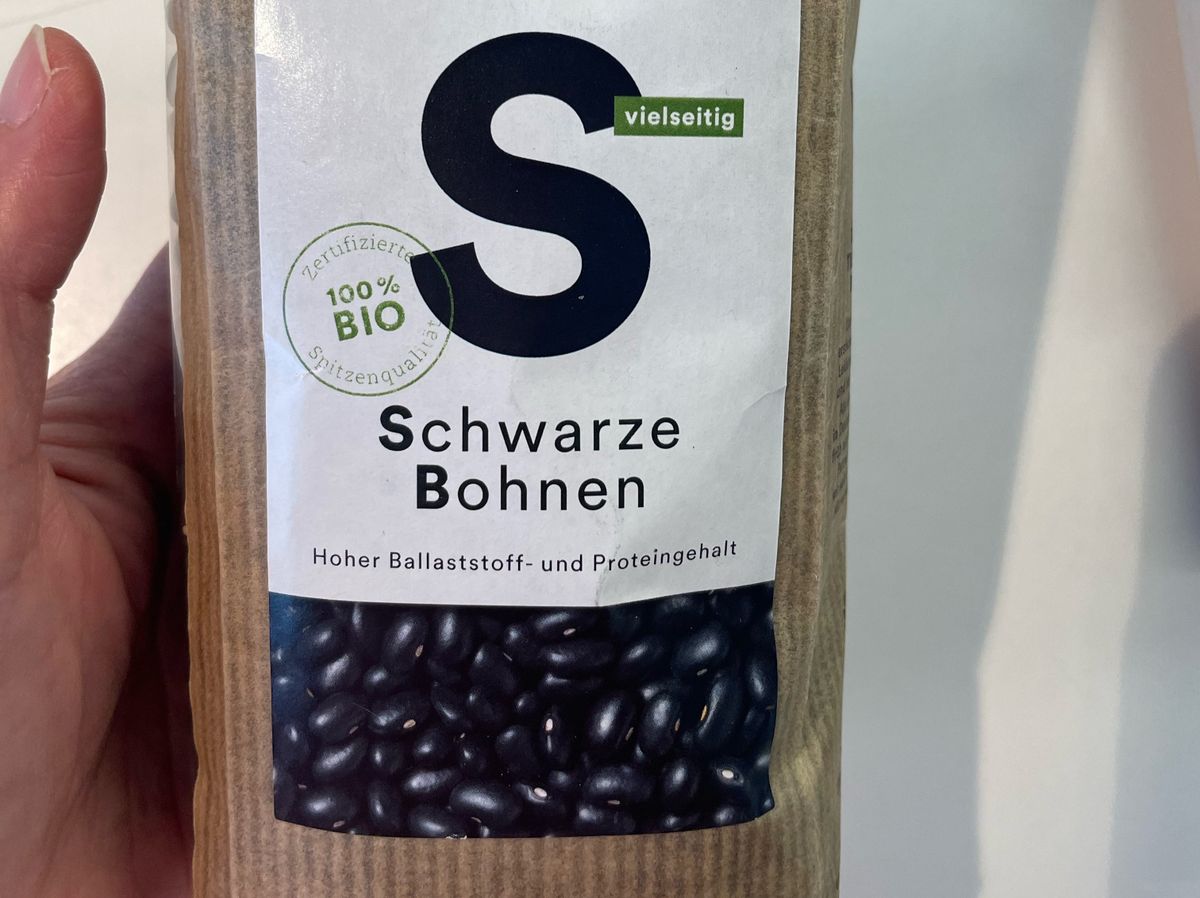 S
vielseitig
Zertifizierte
100%
BIO
Spitzenqualität
Schwarze
Bohnen
Hoher Ballaststoff- und Proteingehalt